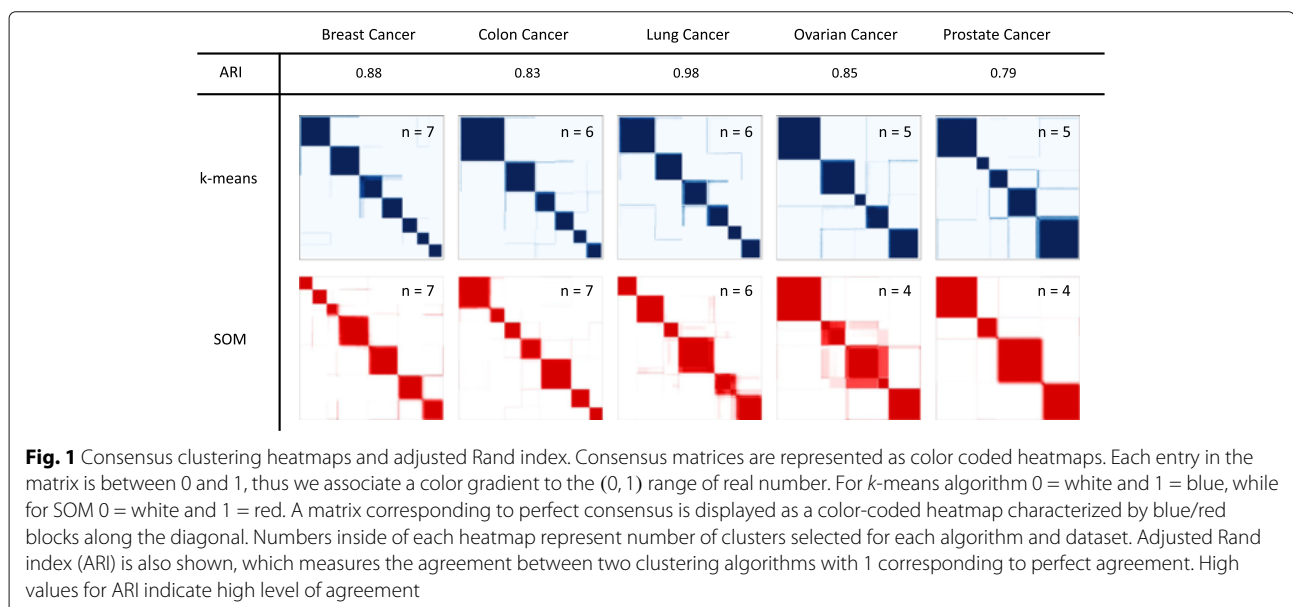 Breast Cancer Colon Cancer Lung Cancer Ovarian Cancer Prostate Cancer
ARI 0.88 0.83 0.98 0.85 0.79
k-means n = 7 n = 6 n = 6 n = 5 n = 5
SOM n = 7 n = 7 n = 6 n = 4 n = 4
Fig. 1 Consensus clustering heatmaps and adjusted Rand index. Consensus matrices are represented as color coded heatmaps. Each entry in the
matrix is between 0 and 1, thus we associate a color gradient to the (0, 1) range of real number. For k-means algorithm 0 = white and 1 = blue, while
for SOM 0 = white and 1 = red. A matrix corresponding to perfect consensus is displayed as a color-coded heatmap characterized by blue/red
blocks along the diagonal. Numbers inside of each heatmap represent number of clusters selected for each algorithm and dataset. Adjusted Rand
index (ARI) is also shown, which measures the agreement between two clustering algorithms with 1 corresponding to perfect agreement. High
values for ARI indicate high level of agreement